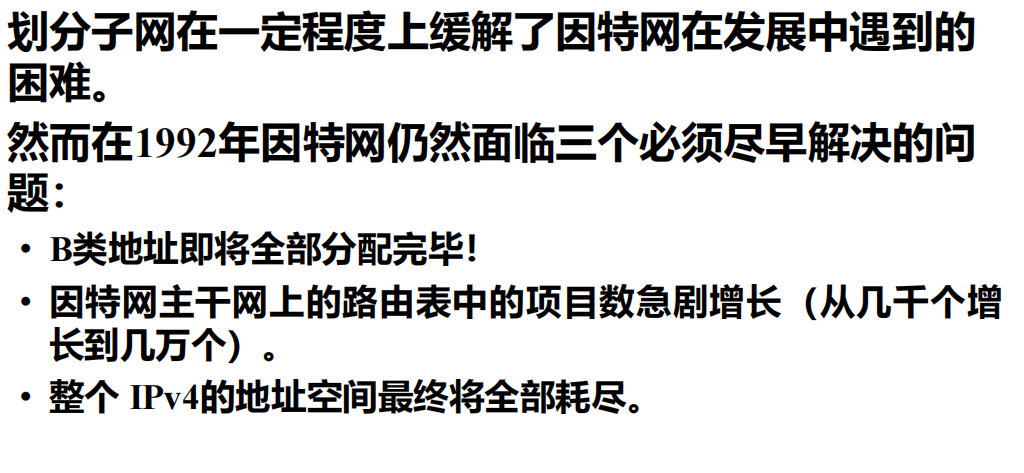 划分子网在一定程度上缓解了因特网在发展中遇到的
困难。
然而在1992年因特网仍然面临三个必须尽早解决的问
题：
• B类地址即将全部分配完毕！
• 因特网主干网上的路由表中的项目数急剧增长（从几千个增
长到几万个）。
• 整个 IPv4的地址空间最终将全部耗尽。